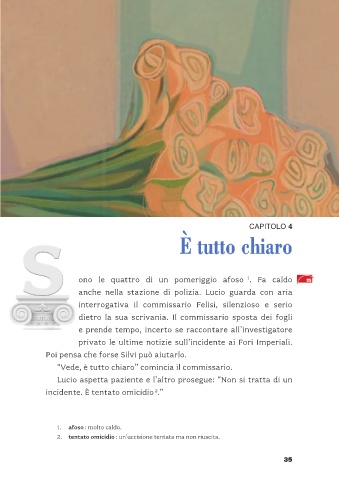 CAPITOLO 4
È tutto chiaro
Sono le quattro di un pomeriggio afoso 1. Fa caldo
anche nella stazione di polizia. Lucio guarda con aria
interrogativa il commissario Felisi, silenzioso e serio
dietro la sua scrivania. Il commissario sposta dei fogli
e prende tempo, incerto se raccontare all'investigatore
privato le ultime notizie sull'incidente ai Fori Imperiali.
Poi pensa che forse Silvi può aiutarlo.
"Vede, è tutto chiaro" comincia il commissario.
Lucio aspetta paziente e l'altro prosegue: "Non si tratta di un
incidente. È tentato omicidio 2."
1. afoso : molto caldo.
2. tentato omicidio : un'uccisione tentata ma non riuscita.
35